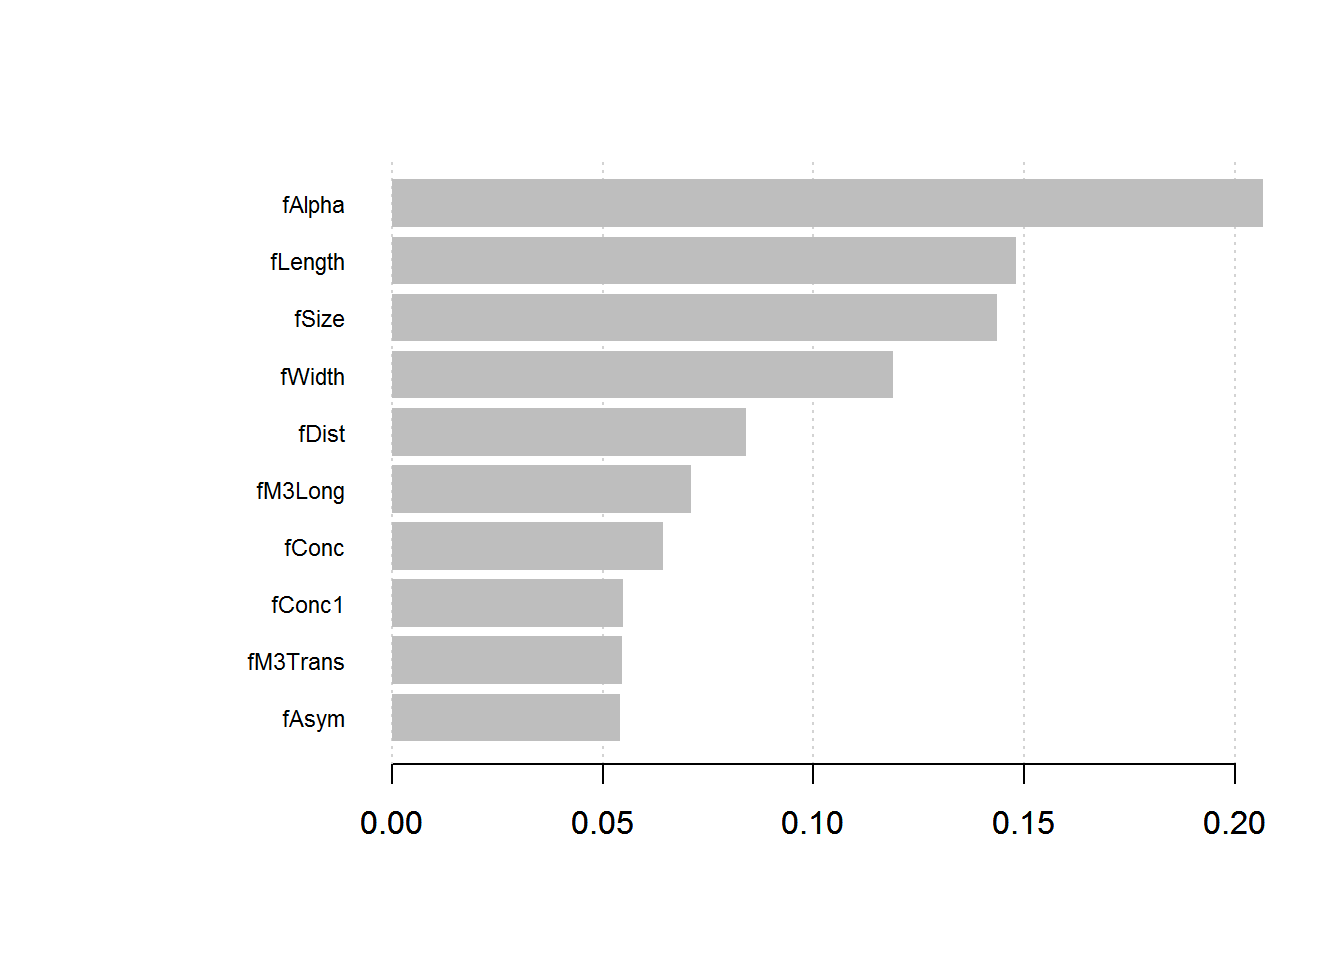 fAlpha
fLength
fSize
fWidth
fDist
fM3Long
fConc
fConc1
fM3Trans
fAsym
0.00 0.05 0.10 0.15 0.20